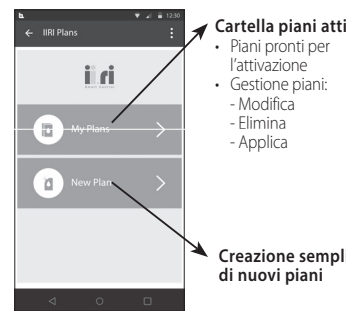 12:30
IIRI Plans
iiri
Smart Control
My Plans
New Plan
Cartella piani atti
• Piani pronti per
l'attivazione
• Gestione piani:
- Modifica
- Elimina
- Applica
Creazione sempli
di nuovi piani